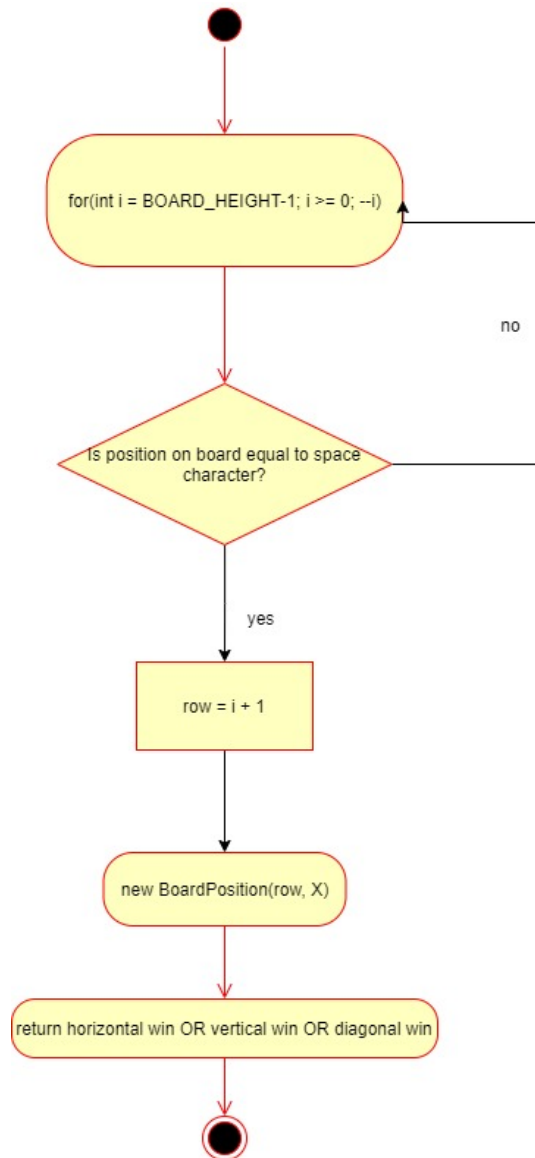 for(int i = BOARD_HEIGHT-1; i >= 0; --i)
no
Is position on board equal to space
character?
yes
row = i + 1
new BoardPosition(row, X)
return horizontal win OR vertical win OR diagonal win